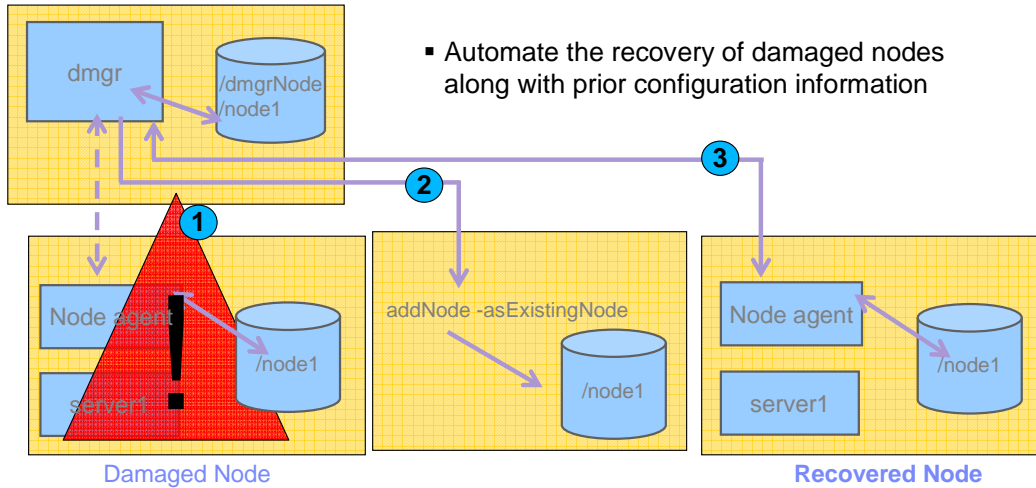 dmgr
/dmgrNode
/node1
▪ Automate the recovery of damaged nodes
along with prior configuration information
1
2
3
Node agent
server1
!
/node1
addNode -asExistingNode
/node1
Node agent
server1
/node1
Damaged Node
Recovered Node